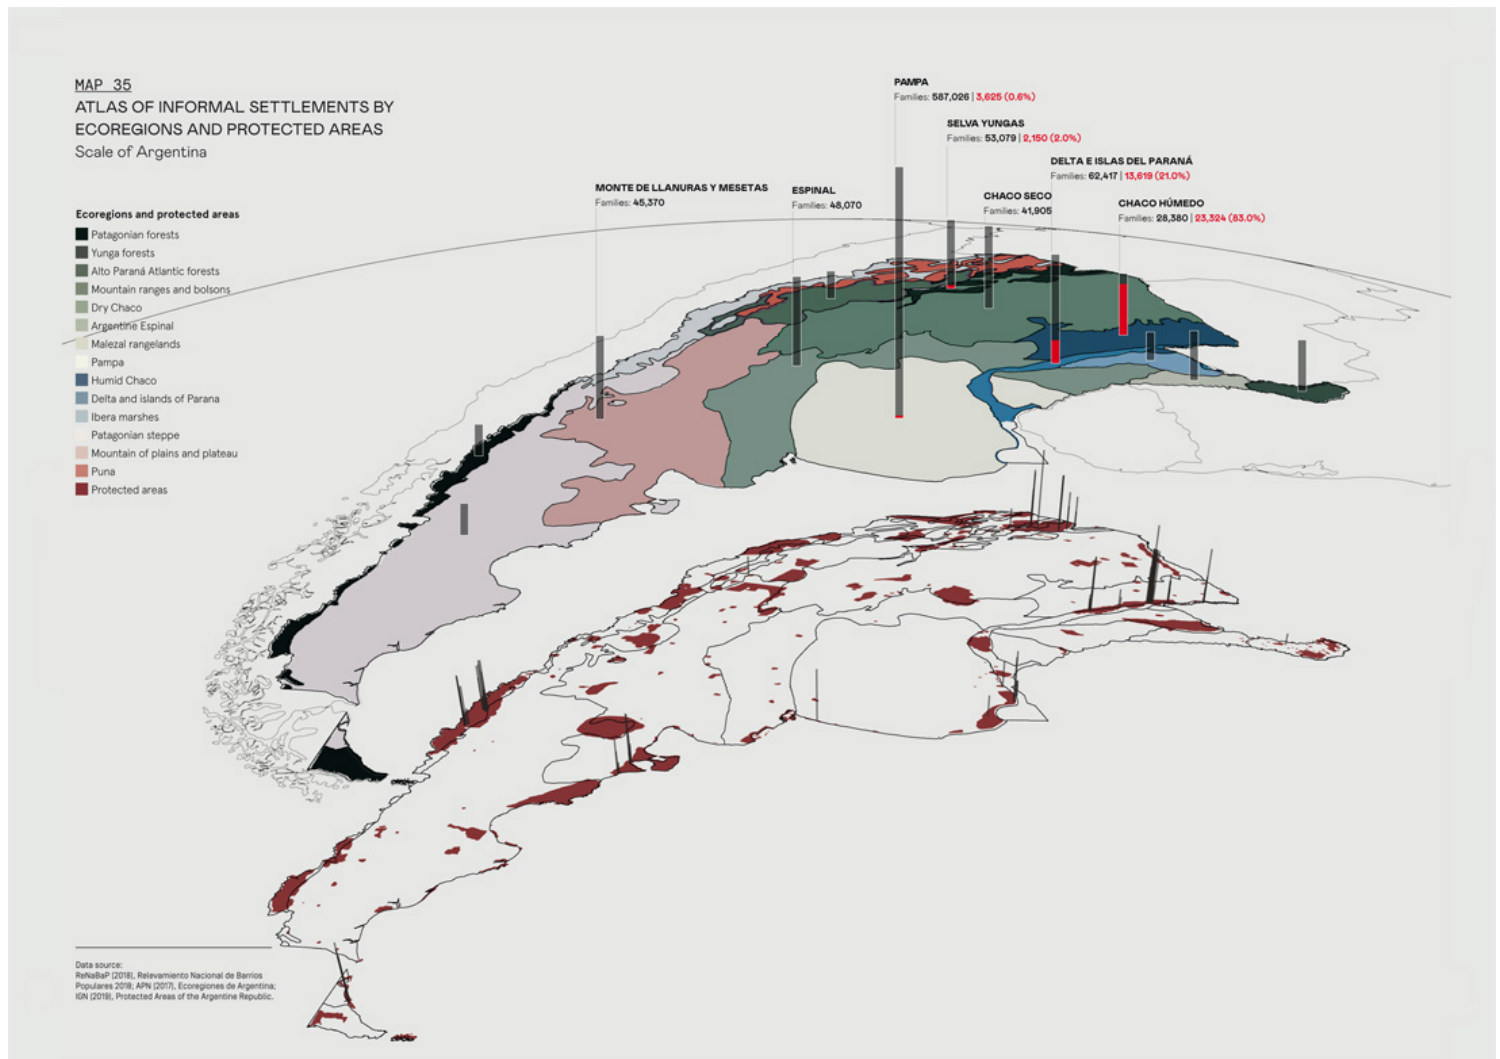 MAP 35
ATLAS OF INFORMAL SETTLEMENTS BY
ECOREGIONS AND PROTECTED AREAS
Scale of Argentina
PAMPA
Families: 587,026 | 3,625 (0.6%)
SELVA YUNGAS
Families: 53,079 | 2,150 (2.0%)
DELTA E ISLAS DEL PARANÁ
Families: 62,417 | 13,619 (21.0%)
MONTE DE LLANURAS Y MESETAS
Families: 45,370
ESPINAL
Families: 48,070
CHACO SECO
Families: 41,905
CHACO HÚMEDO
Families: 28,380 | 23,324 (83.0%)
Ecoregions and protected areas
Patagonian forests
Yunga forests
Alto Paraná Atlantic forests
Mountain ranges and bolsons
Dry Chaco
Argentine Espinal
Malezal rangelands
Pampa
Humid Chaco
Delta and islands of Parana
Ibera marshes
Patagonian steppe
Mountain of plains and plateau
Puna
Protected areas
Data source:
ReNaBaP (2018), Relevamiento Nacional de Barrios
Populares 2018; APN (2017), Ecoregiones de Argentina;
IGN (2019), Protected Areas of the Argentine Republic.